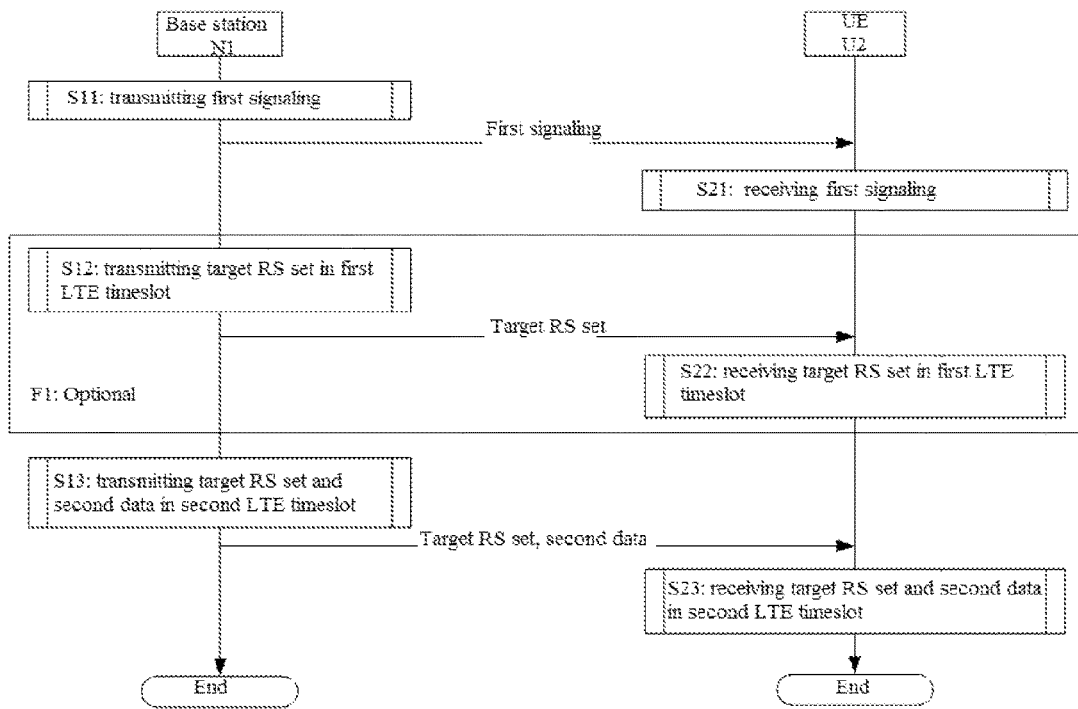 Base station
N1
UE
U2
S11: transmitting first signaling
First signaling
S21: receiving first signaling
S12: transmitting target RS set in first
LTE timeslot
Target RS set
S22: receiving target RS set in first LTE
timeslot
F1: Optional
S13: transmitting target RS set and
second data in second LTE timeslot
Target RS set, second data
S23: receiving target RS set and second data
in second LTE timeslot
End
End